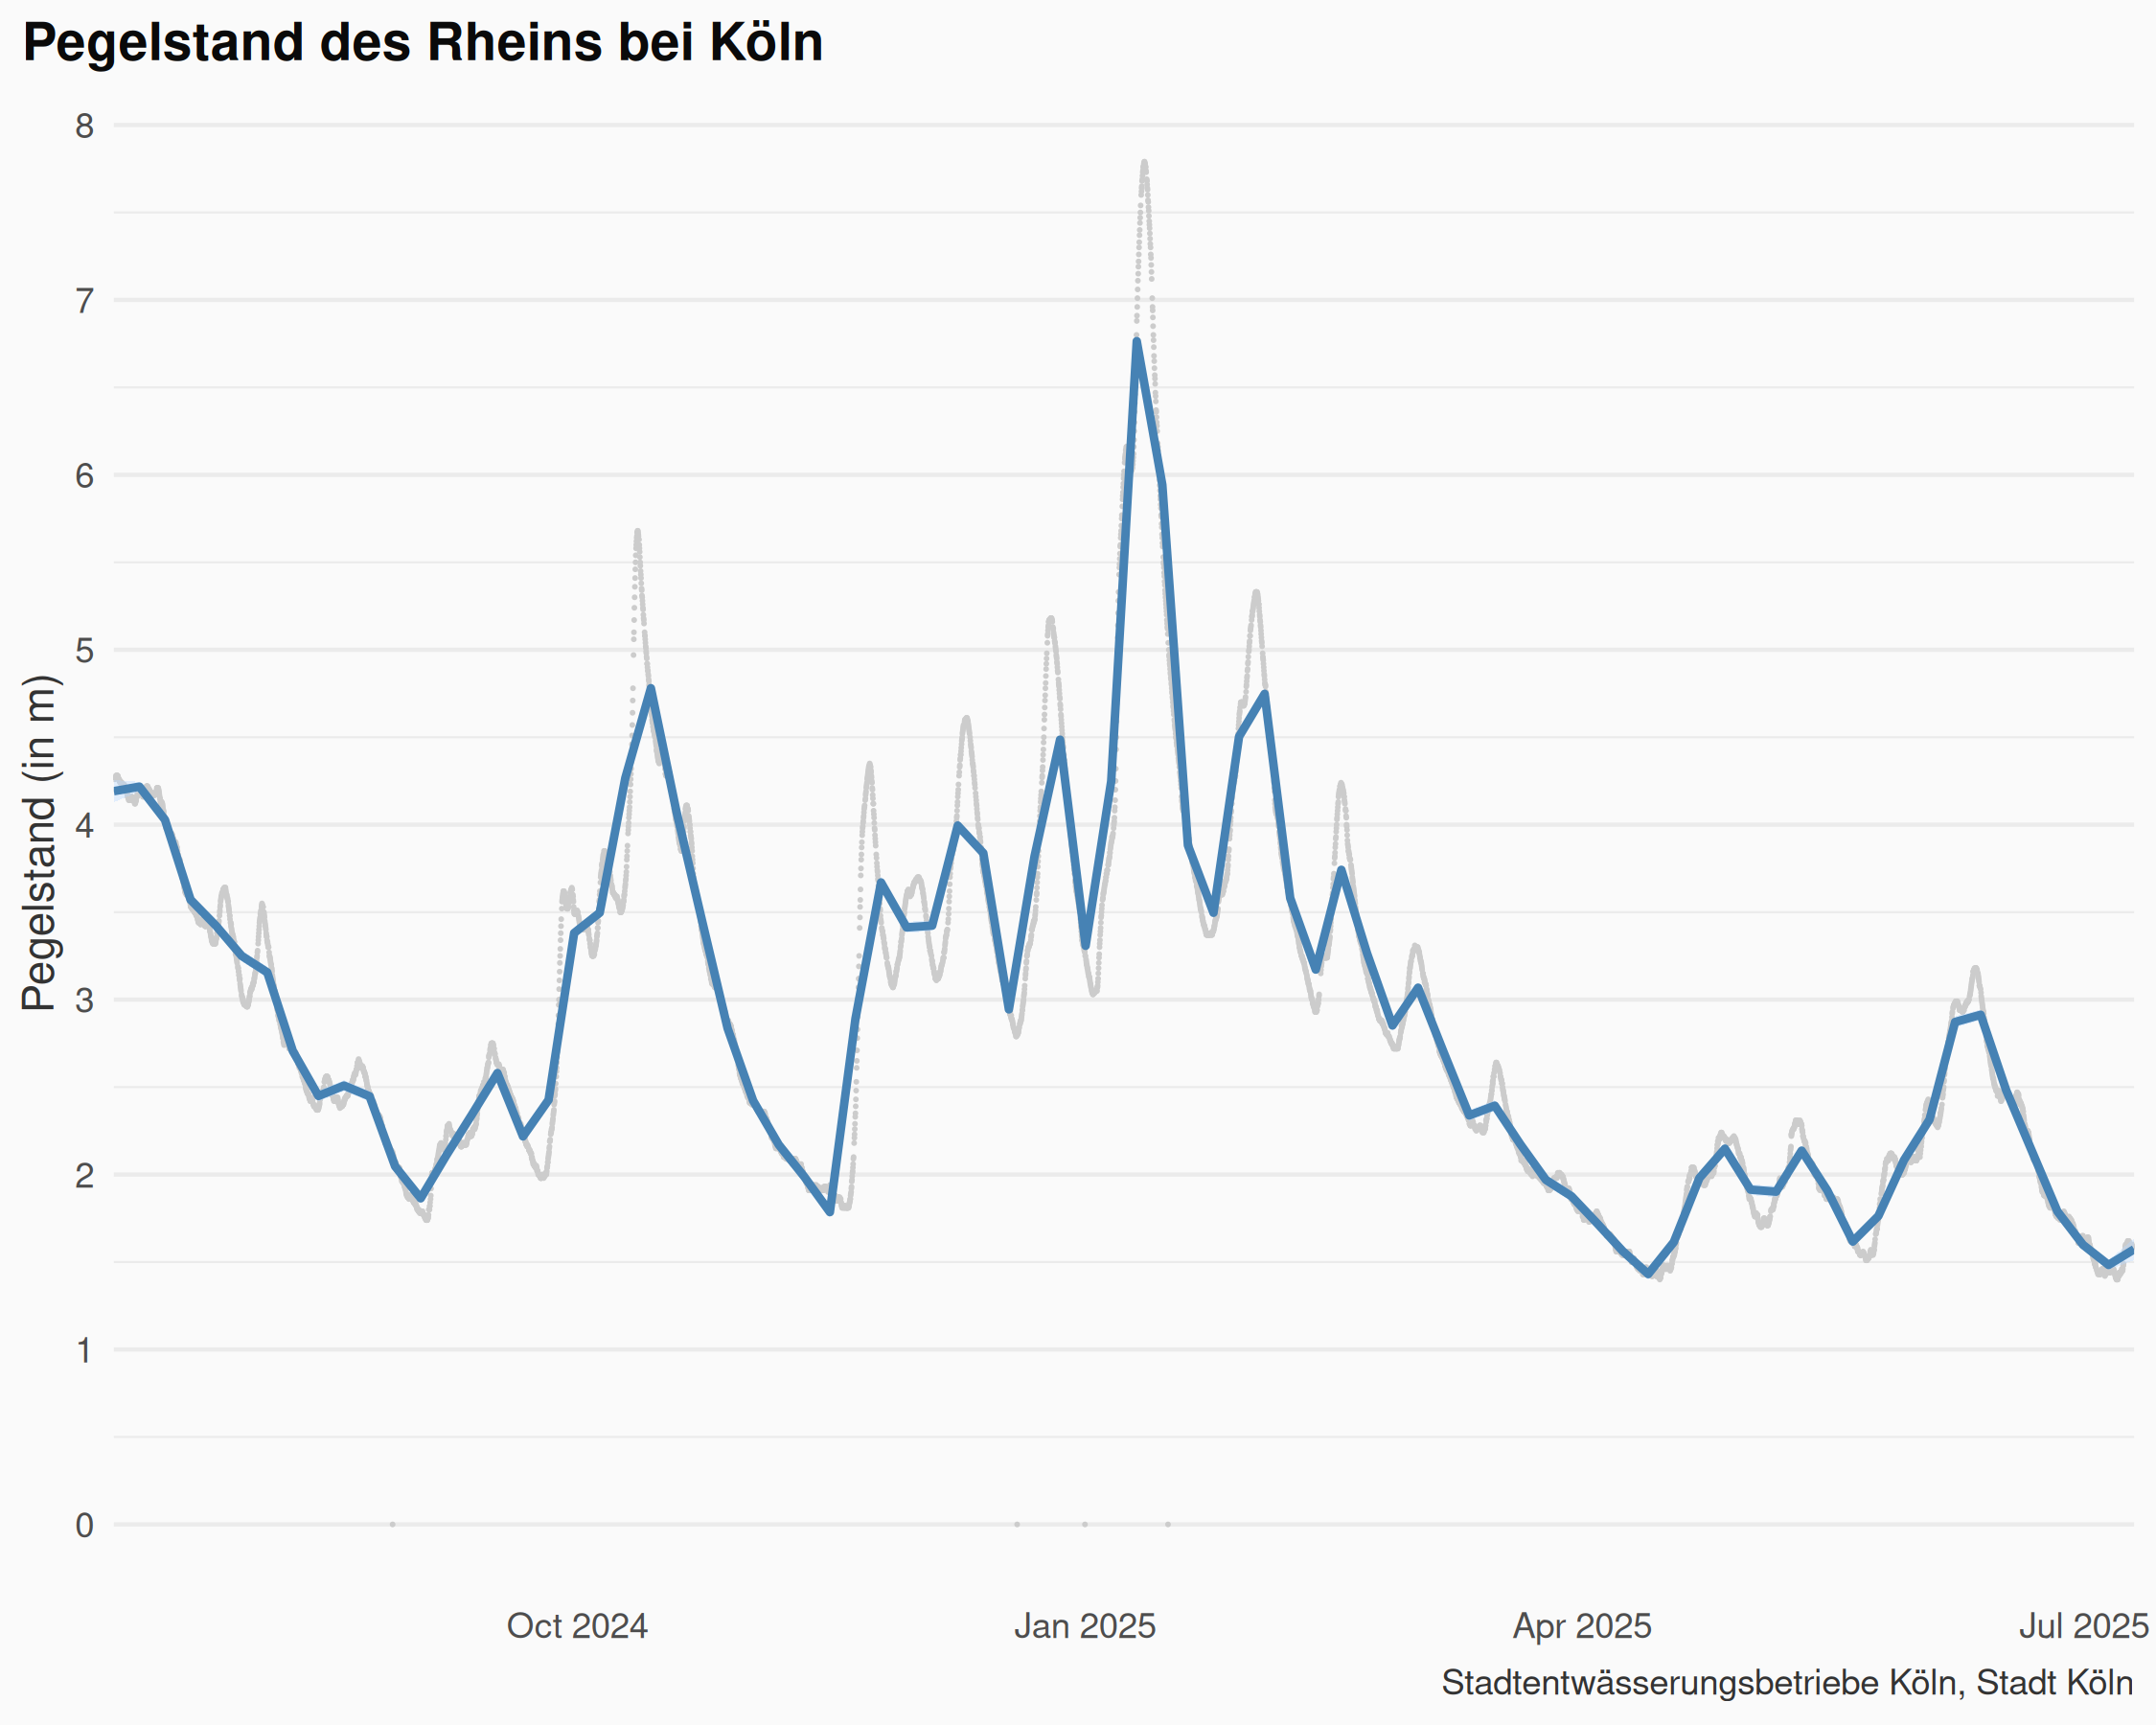 Pegelstand des Rheins bei Köln
Pegelstand (in m)
8
7
6
5
4
3
2
1
0
Oct 2024
Jan 2025
Apr 2025
Jul 2025
Stadtentwässerungsbetriebe Köln, Stadt Köln